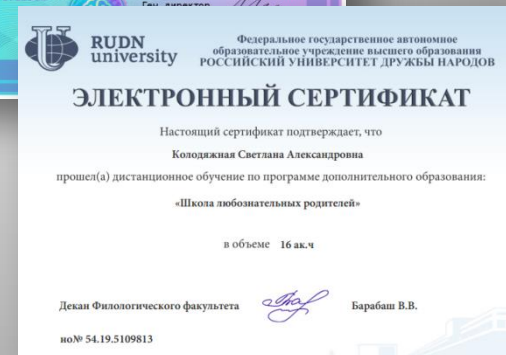 Ген. директор
RUDN
university
Федеральное государственное автономное
образовательное учреждение высшего образования
РОССИЙСКИЙ УНИВЕРСИТЕТ ДРУЖБЫ НАРОДОВ
ЭЛЕКТРОННЫЙ СЕРТИФИКАТ
Настоящий сертификат подтверждает, что
Колодяжная Светлана Александровна
прошел(а) дистанционное обучение по программе дополнительного образования:
«Школа любознательных родителей»
в объеме 16 ак.ч
Декан Филологического факультета Барабаш В.В.
но№ 54.19.5109813